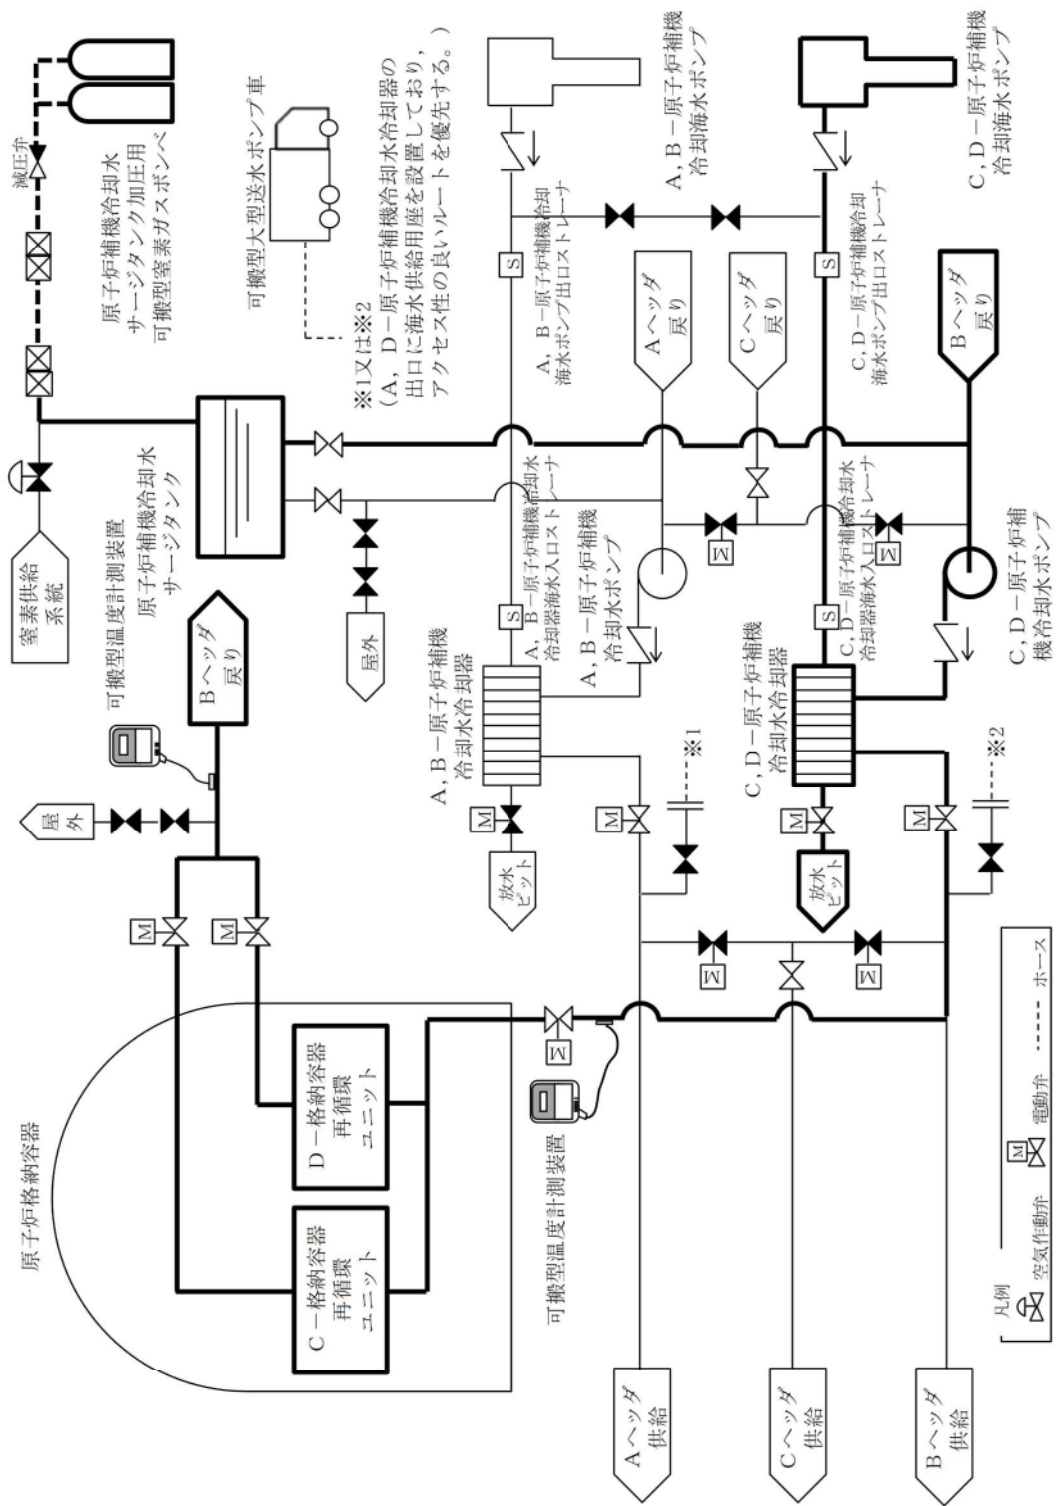 原子炉格納容器
C－格納容器
再循環
ユニット
D－格納容器
再循環
ユニット
M
M
屋外
可搬型温度計測装置
Bヘッダ
戻り
窒素供給
系統
原子炉補機冷却水
サージタンク
屋外
減圧弁
原子炉補機冷却水
サージタンク加圧用
可搬型窒素ガスボンベ
可搬型大型送水ポンプ車
※1又は※2
(A，D－原子炉補機冷却水冷却器の
出口に海水供給用座を設置しており，
アクセス性の良いルートを優先する。)
可搬型温度計測装置
M
M
放水
ピット
A，B－原子炉補機
冷却水冷却器
S
A，B－原子炉補機冷却水
冷却器海水入口ストレーナ
S
A，B－原子炉補機冷却
海水ポンプ出口ストレーナ
A，B－原子炉補機
冷却海水ポンプ
M
※1
A，B－原子炉補機
冷却水ポンプ
Aヘッダ
戻り
M
Cヘッダ
戻り
M
M
M
M
放水
ピット
C，D－原子炉補機
冷却水冷却器
S
C，D－原子炉補機冷却水
冷却器海水入口ストレーナ
S
C，D－原子炉補機冷却
海水ポンプ出口ストレーナ
C，D－原子炉補機
冷却海水ポンプ
M
※2
C，D－原子炉補
機冷却水ポンプ
Bヘッダ
戻り
Aヘッダ
供給
Cヘッダ
供給
Bヘッダ
供給
凡例
空気作動弁
M
電動弁
ホース